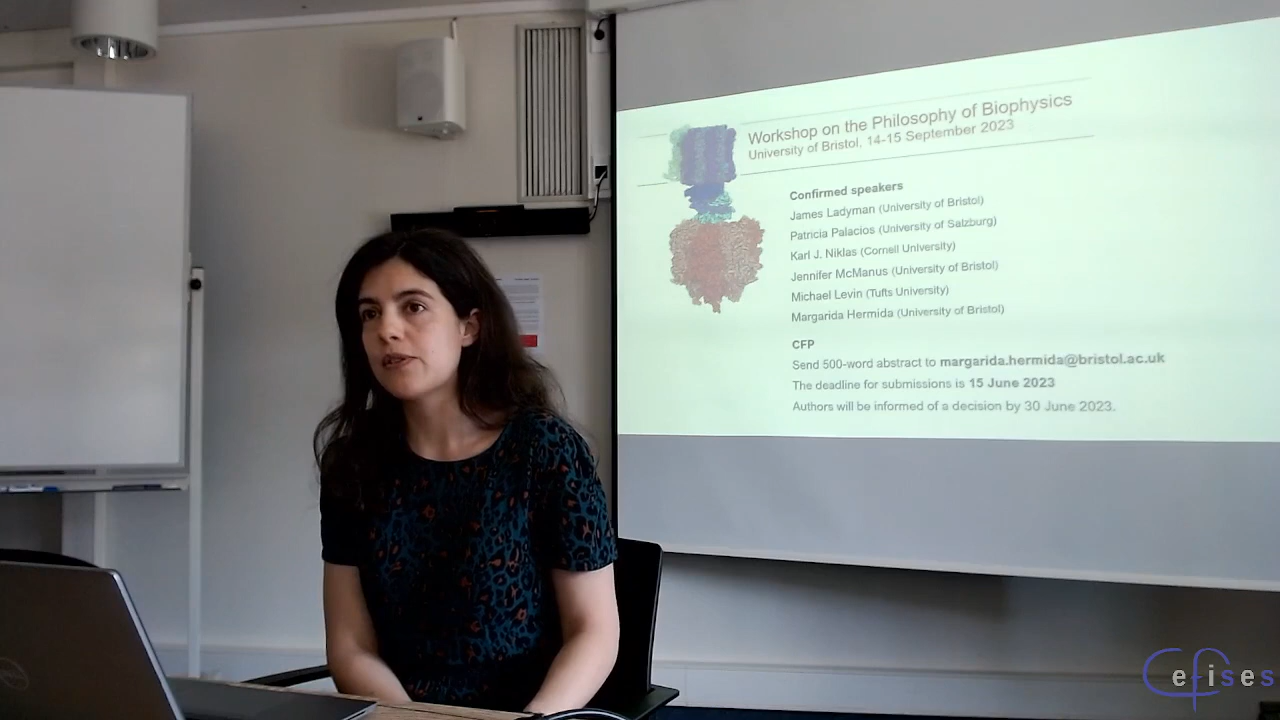 Workshop on the Philosophy of Biophysics
University of Bristol. 14-15 September 2023
Confirmed speakers
James Ladyman (University of Bristol)
Patricia Palacios (University of Salzburg)
Karl J. Niklas (Cornell University)
Jennifer McManus (University of Bristol)
Michael Levin (Tufts University)
Margarida Hermida (University of Bristol)
CFP
Send 500-word abstract to margarida.hermida@bristol.ac.uk
The deadline for submissions is 15 June 2023
Authors will be informed of a decision by 30 June 2023.
Cefises